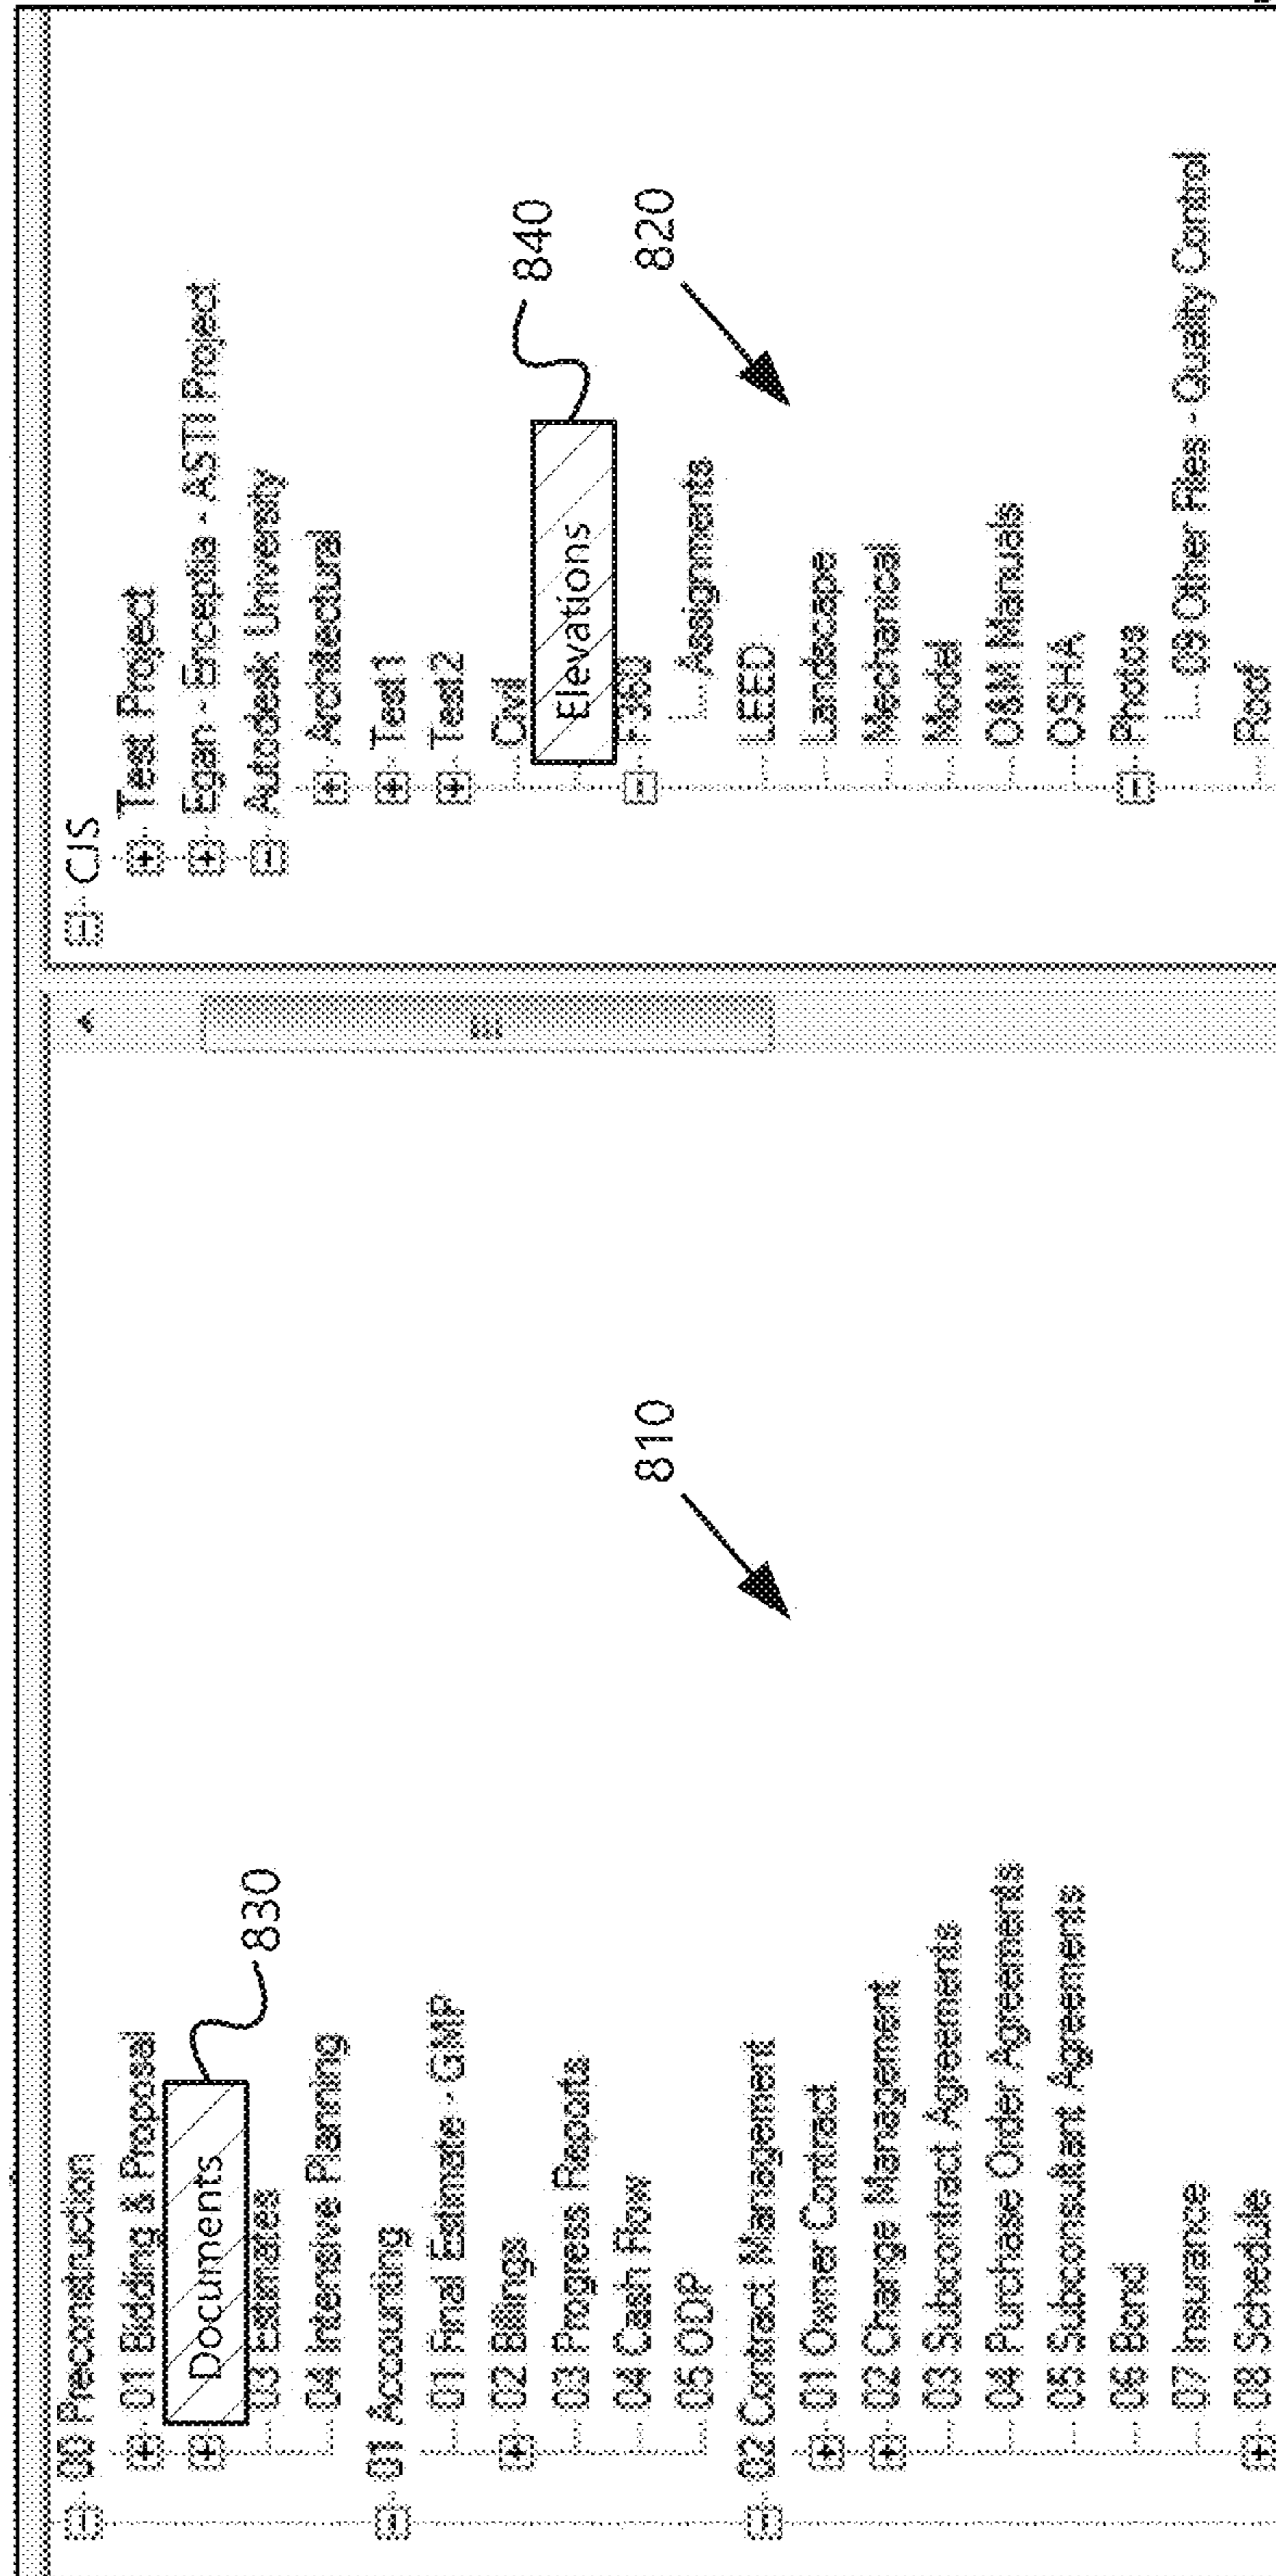 00 Preconstruction
01 Bidding & Proposal
Documents
830
03 Estimates
04 Intensive Planning
01 Accounting
01 Final Estimate - GMP
02 Billings
03 Progress Reports
04 Cash Flow
05 ODP
02 Contract Management
01 Owner Contract
02 Change Management
03 Subcontract Agreements
04 Purchase Order Agreements
05 Subconsultant Agreements
06 Bond
07 Insurance
08 Schedule
810
CJS
Test Project
Egan - Enceptia - ASTI Project
Autodesk University
Architectural
Test1
Test2
Civil
Elevations
840
F360
Assignments
820
LEED
Landscape
Mechanical
Model
O&M Manuals
OSHA
Photos
09 Other Files - Quality Control
Roof